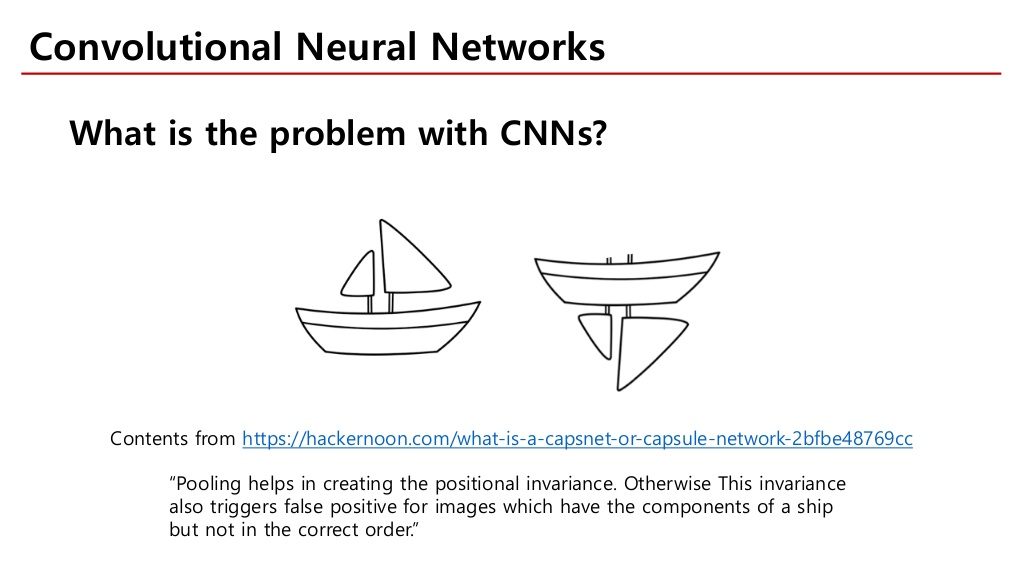 Convolutional Neural Networks
What is the problem with CNNs?
Contents from https://hackernoon.com/what-is-a-capsnet-or-capsule-network-2bfbe48769cc
“Pooling helps in creating the positional invariance. Otherwise This invariance
also triggers false positive for images which have the components of a ship
but not in the correct order.”